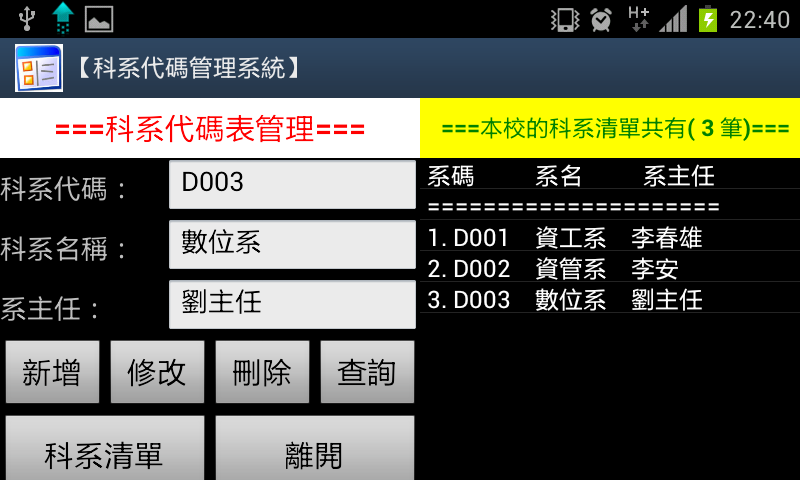 H+ 22:40
【科系代碼管理系統】
===科系代碼表管理===
科系代碼： D003
科系名稱： 數位系
系主任： 劉主任
新增 修改 刪除 查詢
科系清單 離開
===本校的科系清單共有( 3 筆)===
系碼 系名 系主任
=====================
1. D001 資工系 李春雄
2. D002 資管系 李安
3. D003 數位系 劉主任